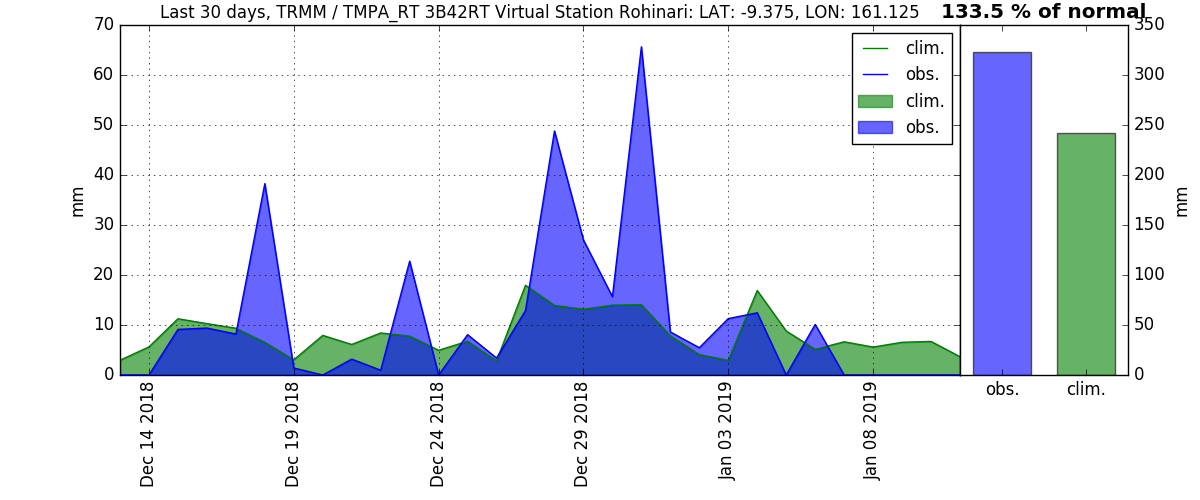 Last 30 days, TRMM / TMPA_RT 3B42RT Virtual Station Rohinari: LAT: -9.375, LON: 161.125
133.5 % of normal
70
60
50
40
30
20
10
0
mm
clim.
obs.
clim.
obs.
Dec 14 2018
Dec 19 2018
Dec 24 2018
Dec 29 2018
Jan 03 2019
Jan 08 2019
350
300
250
200
150
100
50
0
mm
obs.
clim.